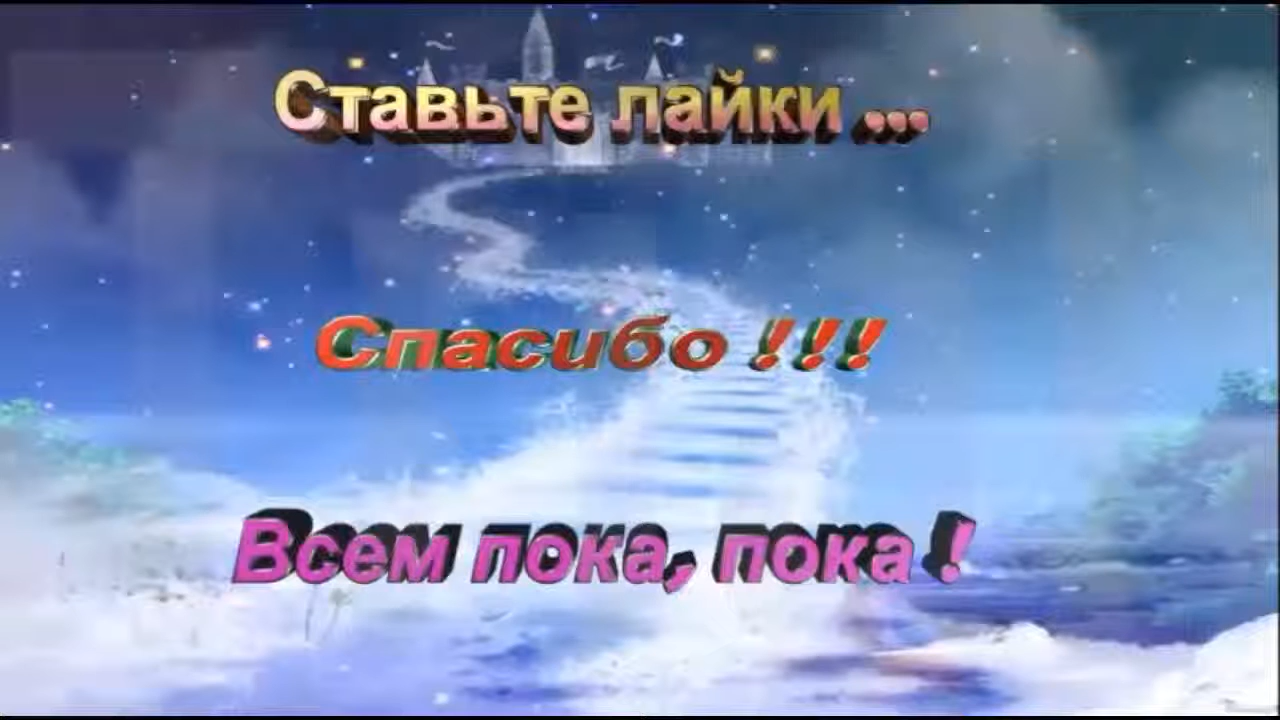 Ставьте лайки ...
Спасибо !!!
Всем пока, пока !